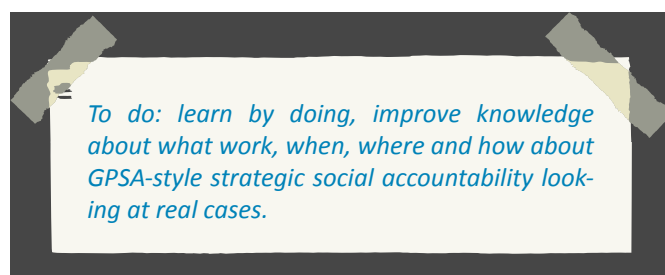 To do: learn by doing, improve knowledge
about what work, when, where and how about
GPSA-style strategic social accountability look-
ing at real cases.